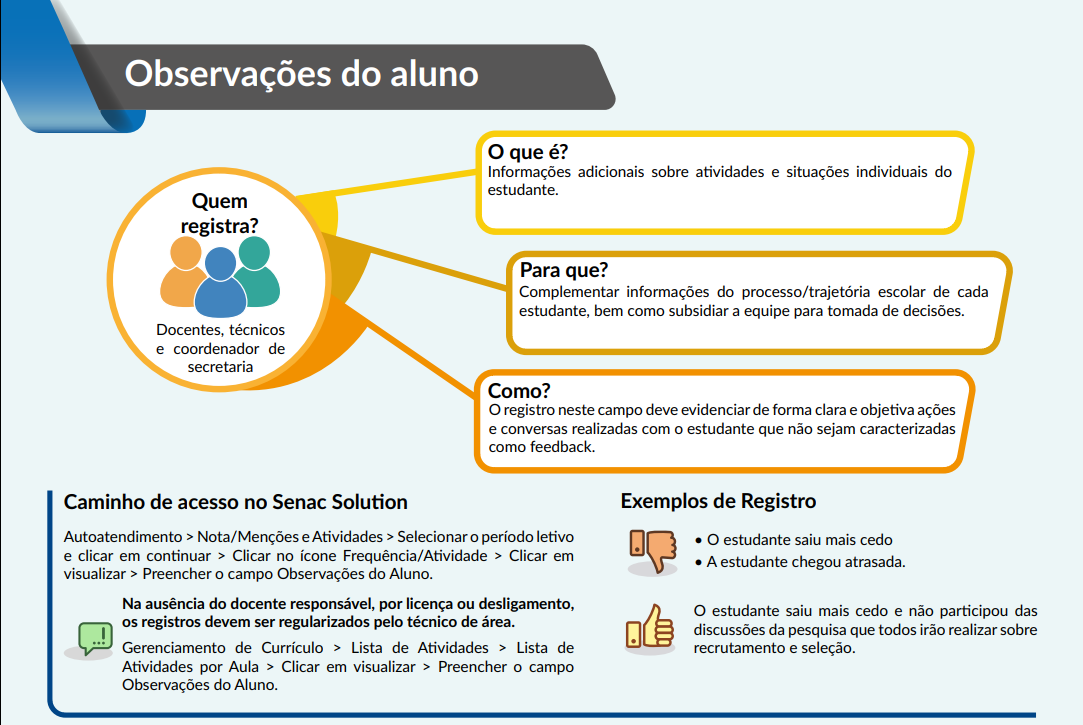 Observações do aluno
Quem
registra?
Docentes, técnicos
e coordenador de
secretaria
O que é?
Informações adicionais sobre atividades e situações individuais do
estudante.
Para que?
Complementar informações do processo/trajetória escolar de cada
estudante, bem como subsidiar a equipe para tomada de decisões.
Como?
O registro neste campo deve evidenciar de forma clara e objetiva ações
e conversas realizadas com o estudante que não sejam caracterizadas
como feedback.
Caminho de acesso no Senac Solution
Autoatendimento > Nota/Menções e Atividades > Selecionar o período letivo
e clicar em continuar > Clicar no ícone Frequência/Atividade > Clicar em
visualizar > Preencher o campo Observações do Aluno.
Na ausência do docente responsável, por licença ou desligamento,
os registros devem ser regularizados pelo técnico de área.
Gerenciamento de Currículo > Lista de Atividades > Lista de
Atividades por Aula > Clicar em visualizar > Preencher o campo
Observações do Aluno.
Exemplos de Registro
• O estudante saiu mais cedo
• A estudante chegou atrasada.
O estudante saiu mais cedo e não participou das
discussões da pesquisa que todos irão realizar sobre
recrutamento e seleção.